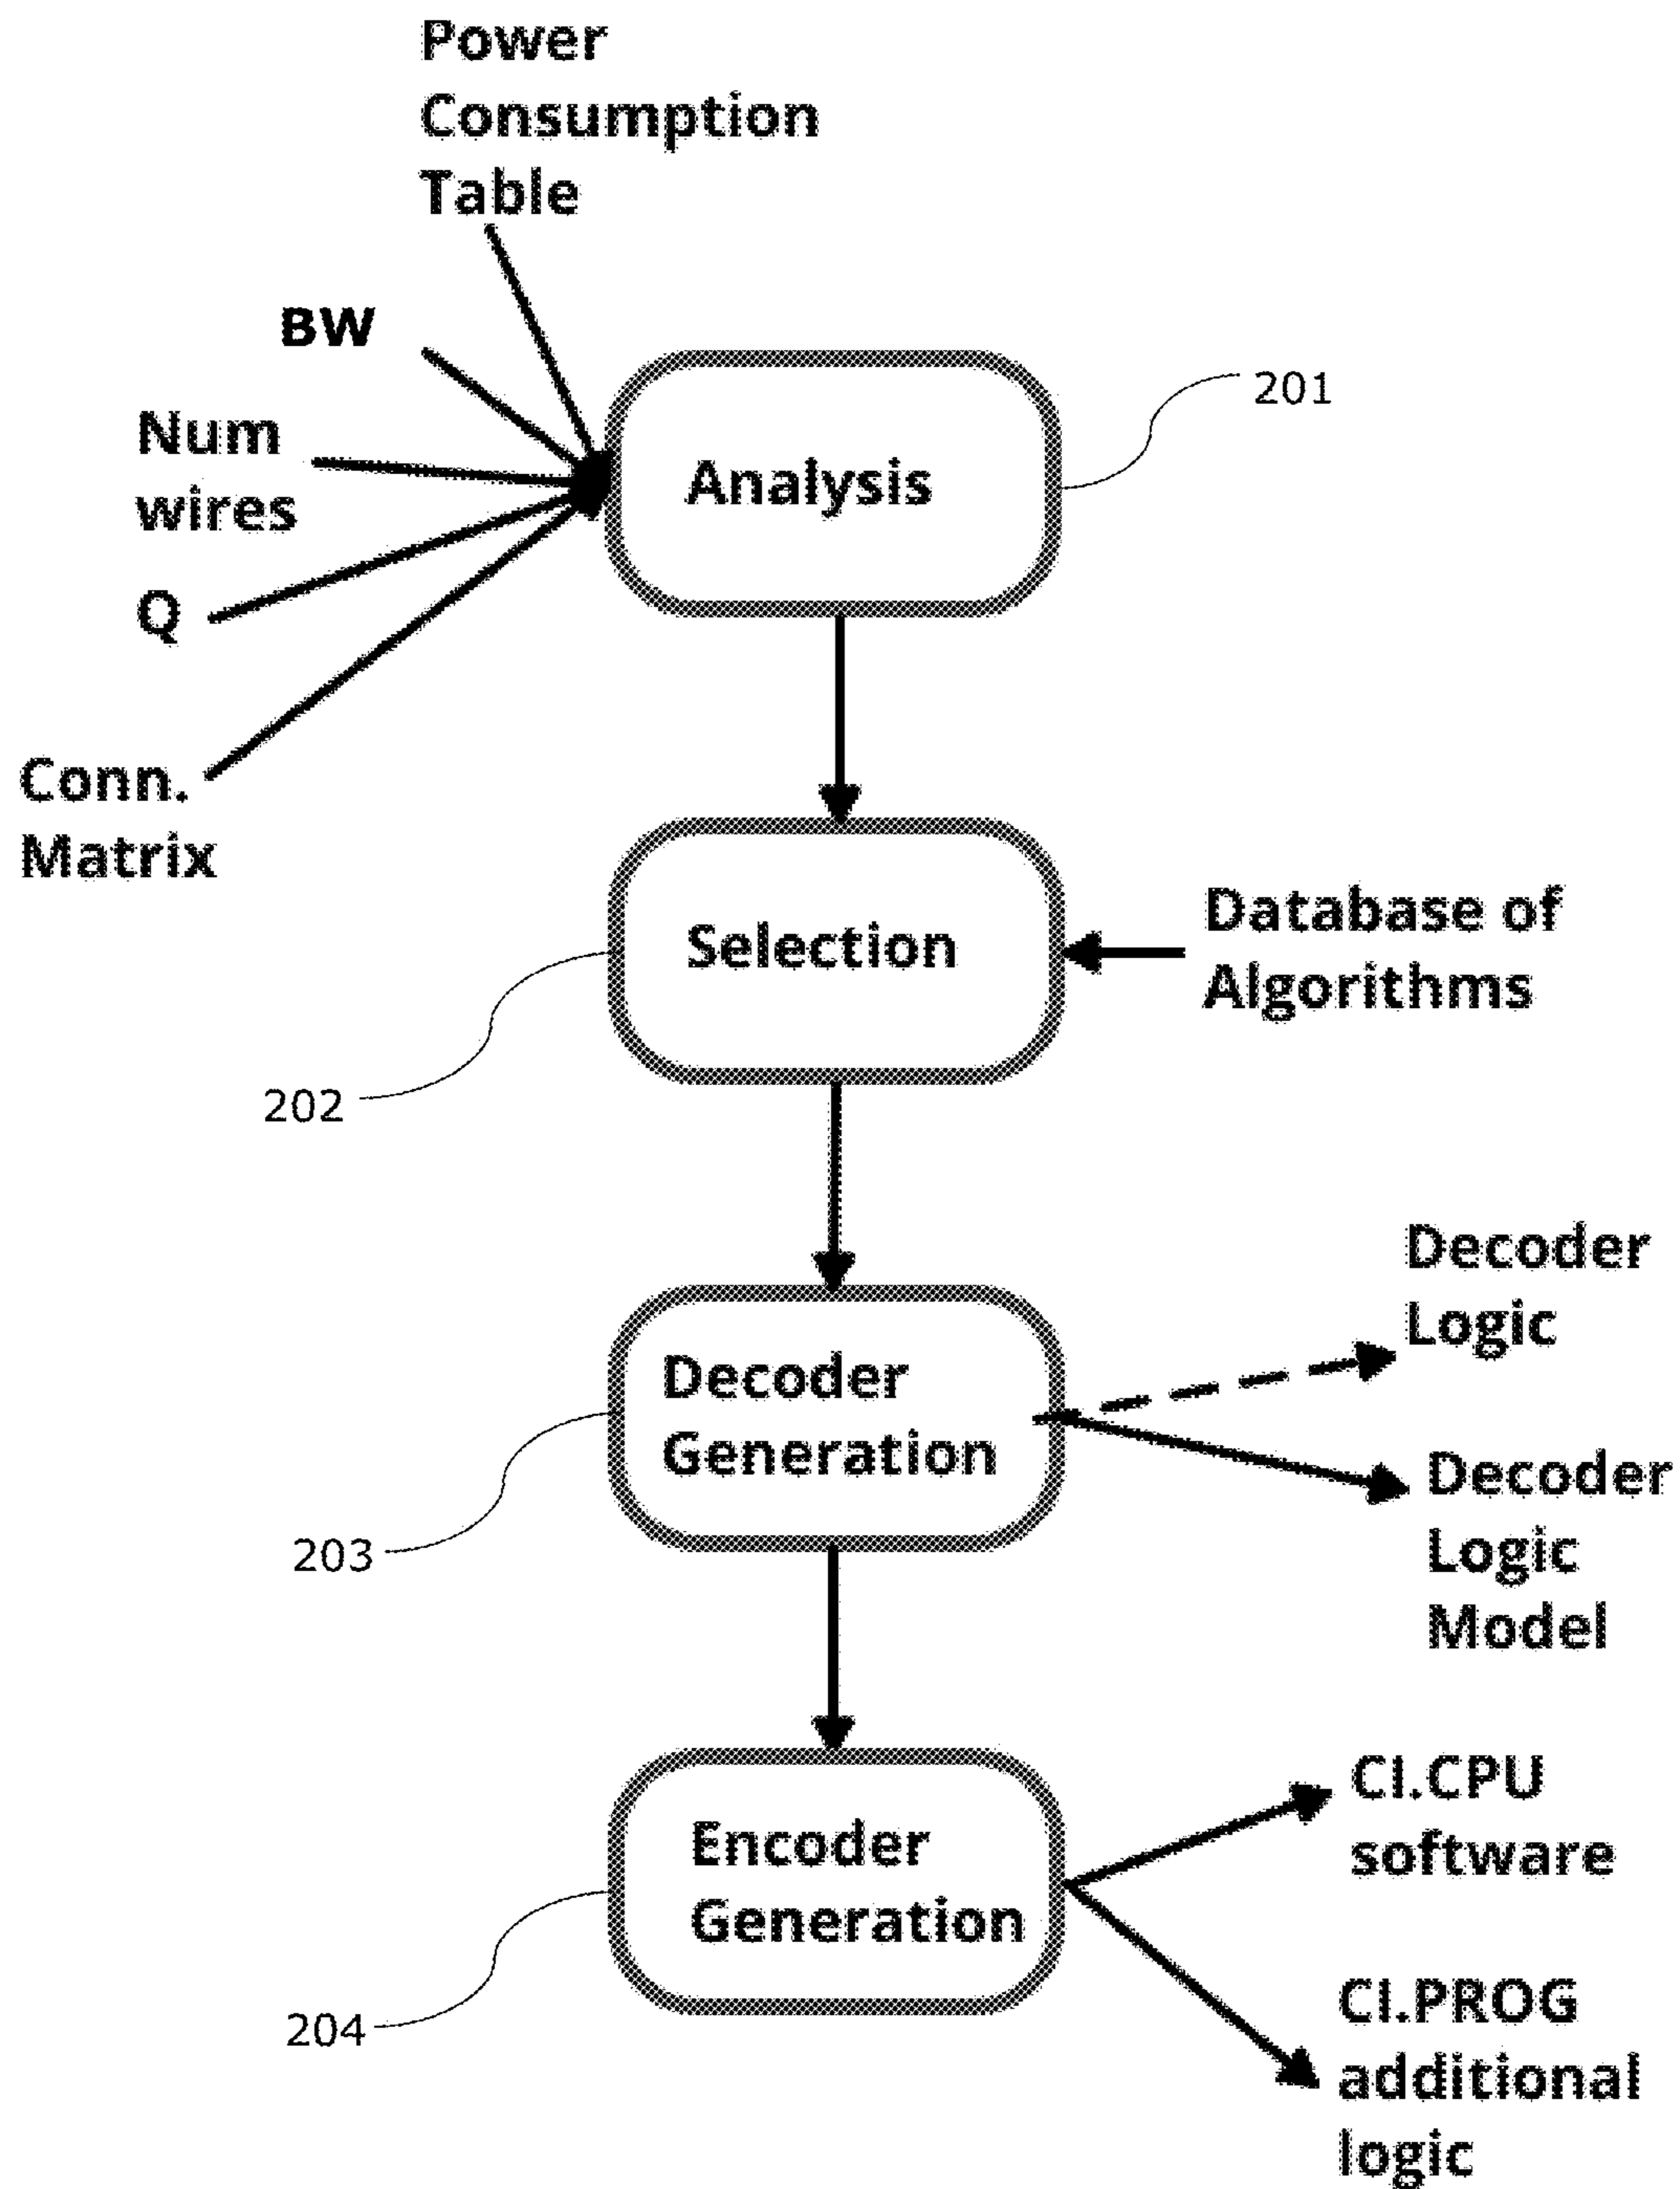 Power
Consumption
Table
BW
Num
wires
Q
Conn.
Matrix
Analysis
201
Selection
202
Database of
Algorithms
Decoder
Generation
203
Decoder
Logic
Decoder
Logic
Model
Encoder
Generation
204
CI.CPU
software
CI.PROG
additional
logic